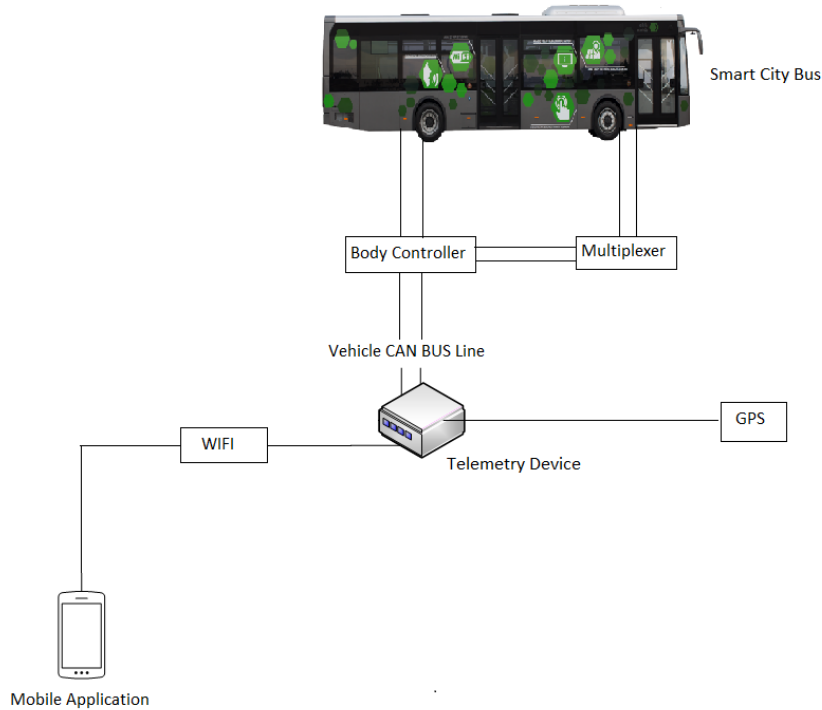 Smart City Bus
Body Controller
Multiplexer
Vehicle CAN BUS Line
GPS
WIFI
Telemetry Device
Mobile Application